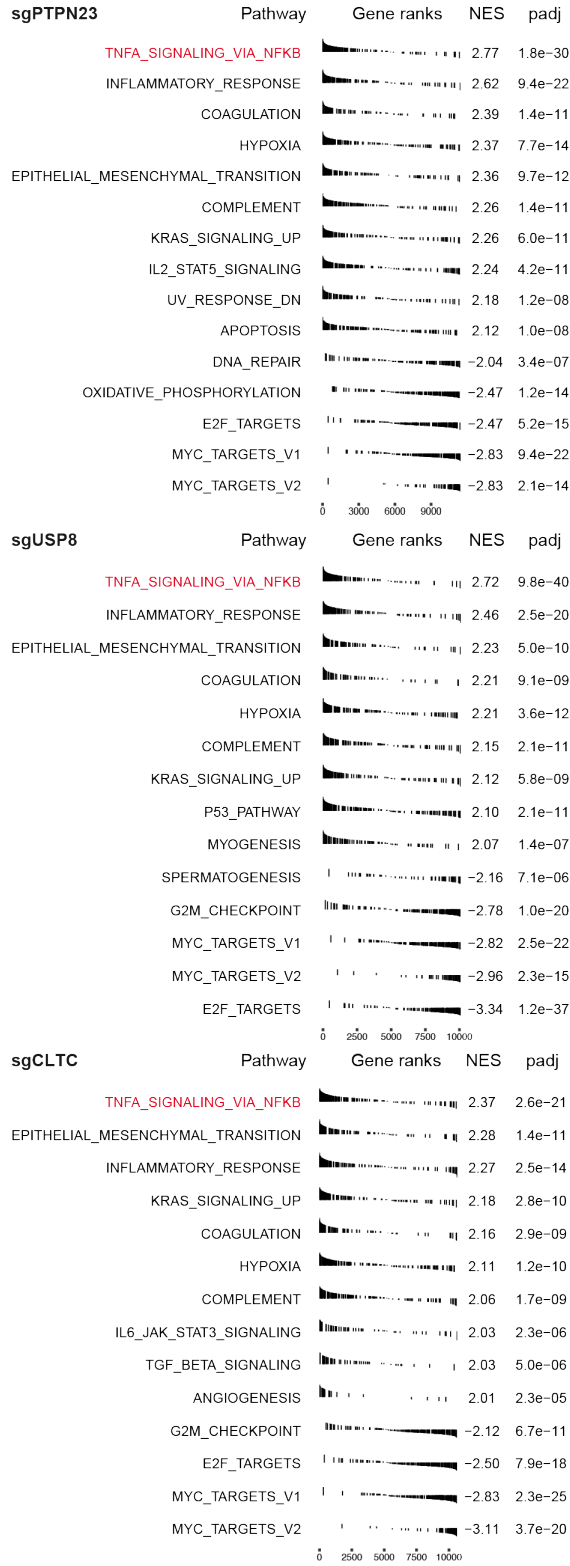 sgPTPN23 Pathway Gene ranks NES padj
TNFA_SIGNALING_VIA_NFKB 2.77 1.8e−30
INFLAMMATORY_RESPONSE 2.62 9.4e−22
COAGULATION 2.39 1.4e−11
HYPOXIA 2.37 7.7e−14
EPITHELIAL_MESENCHYMAL_TRANSITION 2.36 9.7e−12
COMPLEMENT 2.26 1.4e−11
KRAS_SIGNALING_UP 2.26 6.0e−11
IL2_STAT5_SIGNALING 2.24 4.2e−11
UV_RESPONSE_DN 2.18 1.2e−08
APOPTOSIS 2.12 1.0e−08
DNA_REPAIR −2.04 3.4e−07
OXIDATIVE_PHOSPHORYLATION −2.47 1.2e−14
E2F_TARGETS −2.47 5.2e−15
MYC_TARGETS_V1 −2.83 9.4e−22
MYC_TARGETS_V2 −2.83 2.1e−14
0 3000 6000 9000
sgUSP8 Pathway Gene ranks NES padj
TNFA_SIGNALING_VIA_NFKB 2.72 9.8e−40
INFLAMMATORY_RESPONSE 2.46 2.5e−20
EPITHELIAL_MESENCHYMAL_TRANSITION 2.23 5.0e−10
COAGULATION 2.21 9.1e−09
HYPOXIA 2.21 3.6e−12
COMPLEMENT 2.15 2.1e−11
KRAS_SIGNALING_UP 2.12 5.8e−09
P53_PATHWAY 2.10 2.1e−11
MYOGENESIS 2.07 1.4e−07
SPERMATOGENESIS −2.16 7.1e−06
G2M_CHECKPOINT −2.78 1.0e−20
MYC_TARGETS_V1 −2.82 2.5e−22
MYC_TARGETS_V2 −2.96 2.3e−15
E2F_TARGETS −3.34 1.2e−37
0 2500 5000 7500 10000
sgCLTC Pathway Gene ranks NES padj
TNFA_SIGNALING_VIA_NFKB 2.37 2.6e−21
EPITHELIAL_MESENCHYMAL_TRANSITION 2.28 1.4e−11
INFLAMMATORY_RESPONSE 2.27 2.5e−14
KRAS_SIGNALING_UP 2.18 2.8e−10
COAGULATION 2.16 2.9e−09
HYPOXIA 2.11 1.2e−10
COMPLEMENT 2.06 1.7e−09
IL6_JAK_STAT3_SIGNALING 2.03 2.3e−06
TGF_BETA_SIGNALING 2.03 5.0e−06
ANGIOGENESIS 2.01 2.3e−05
G2M_CHECKPOINT −2.12 6.7e−11
E2F_TARGETS −2.50 7.9e−18
MYC_TARGETS_V1 −2.83 2.3e−25
MYC_TARGETS_V2 −3.11 3.7e−20
0 2500 5000 7500 10000